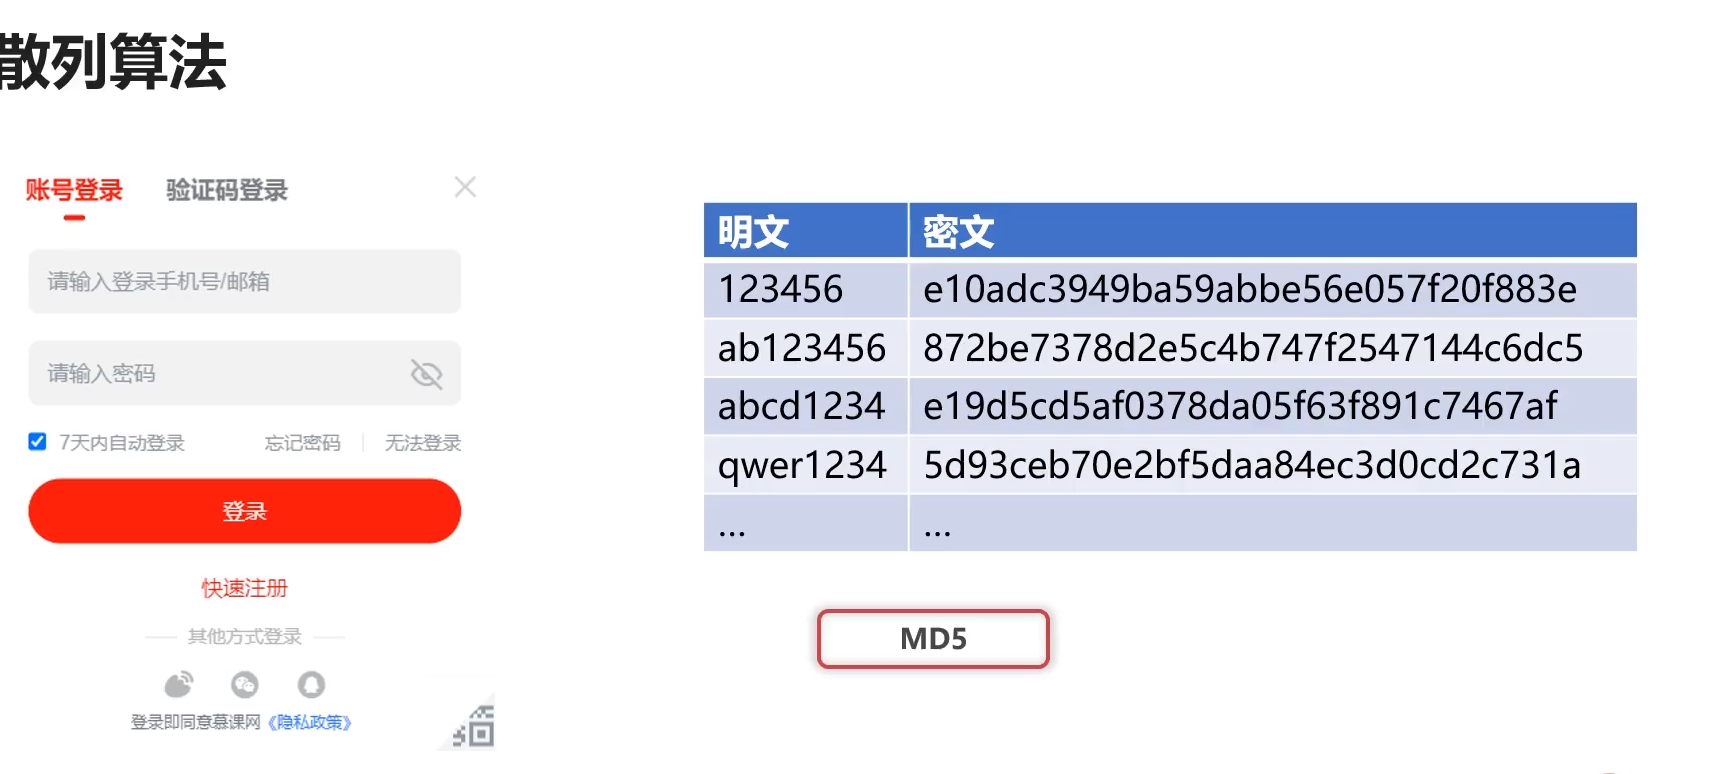 散列算法
账号登录 验证码登录
请输入登录手机号/邮箱
请输入密码
7天内自动登录 忘记密码 无法登录
登录
快速注册
其他方式登录
登录即同意慕课网《隐私政策》
明文 密文
123456 e10adc3949ba59abbe56e057f20f883e
ab123456 872be7378d2e5c4b747f2547144c6dc5
abcd1234 e19d5cd5af0378da05f63f891c7467af
qwer1234 5d93ceb70e2bf5daa84ec3d0cd2c731a
... ...
MD5